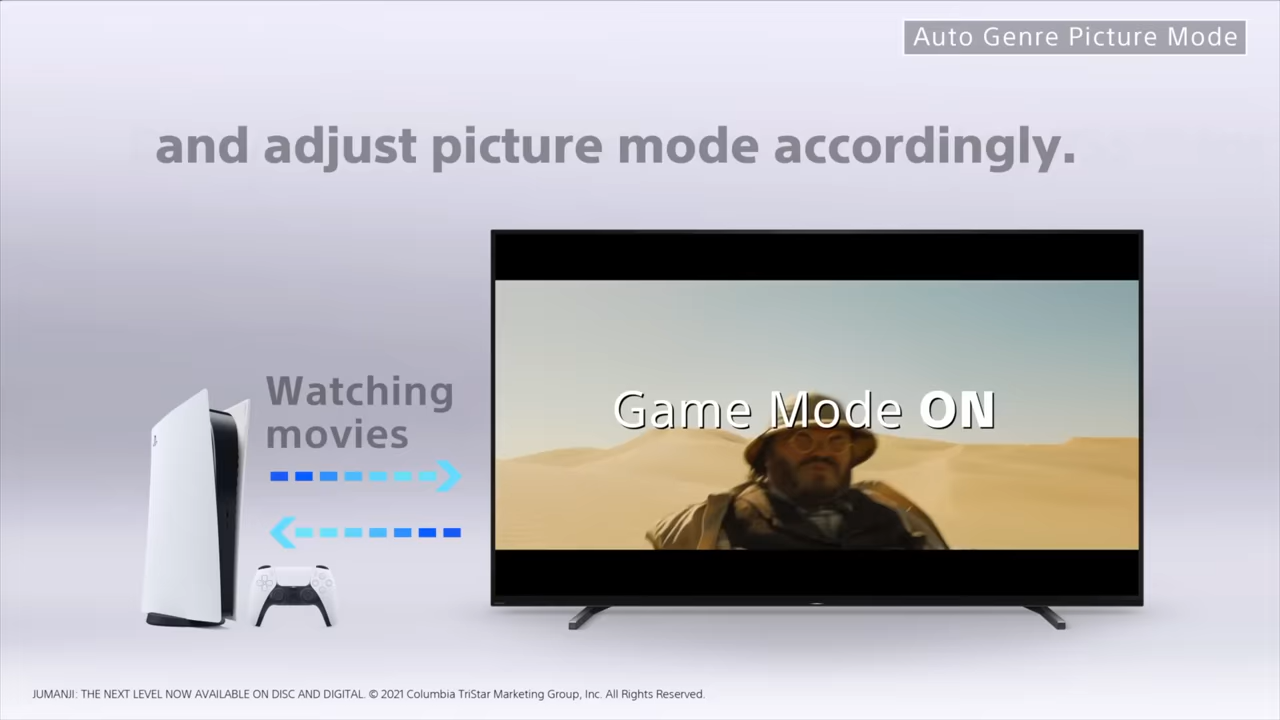 Auto Genre Picture Mode
and adjust picture mode accordingly.
Watching
movies
Game Mode ON
JUMANJI: THE NEXT LEVEL NOW AVAILABLE ON DISC AND DIGITAL. © 2021 Columbia TriStar Marketing Group, Inc. All Rights Reserved.